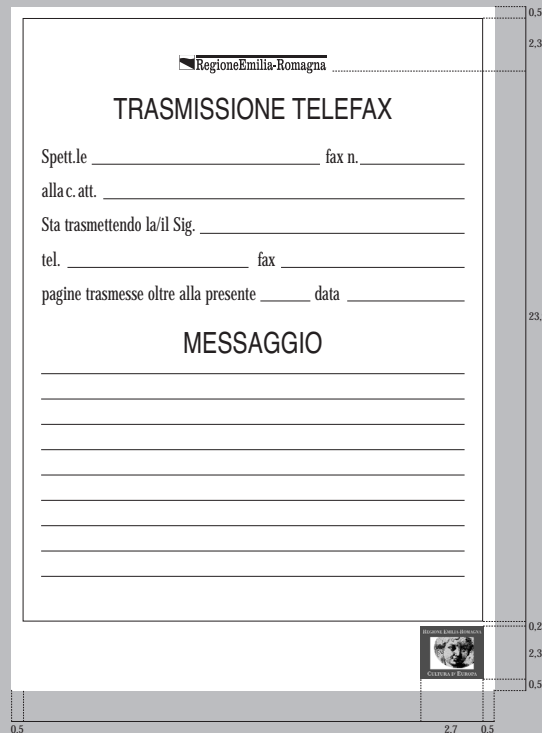 0,5
2,3
RegioneEmilia-Romagna
TRASMISSIONE TELEFAX
Spett.le fax n.
alla c. att.
Sta trasmettendo la/il Sig.
tel. fax
pagine trasmesse oltre alla presente data
23,
MESSAGGIO
0,2
REGIONE EMILIA-ROMAGNA
2,3
CULTURA D'EUROPA
0,5
0,5 2,7 0,5